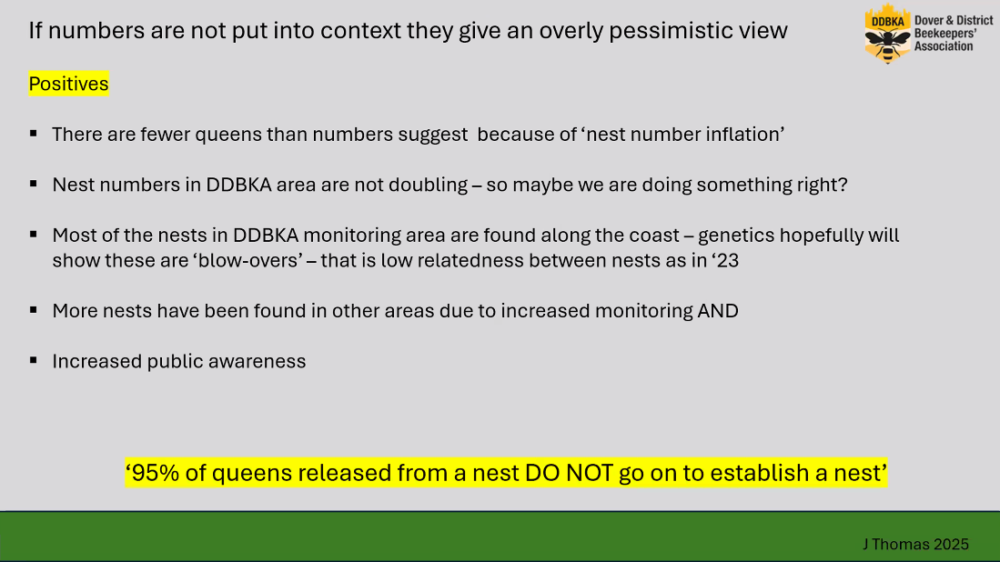 If numbers are not put into context they give an overly pessimistic view
DDBKA
Dover & District
Beekeepers'
Association
Positives
▪ There are fewer queens than numbers suggest  because of ‘nest number inflation’
▪ Nest numbers in DDBKA area are not doubling – so maybe we are doing something right?
▪ Most of the nests in DDBKA monitoring area are found along the coast – genetics hopefully will
show these are ‘blow-overs’ – that is low relatedness between nests as in ‘23
▪ More nests have been found in other areas due to increased monitoring AND
▪ Increased public awareness
‘95% of queens released from a nest DO NOT go on to establish a nest’
J Thomas 2025